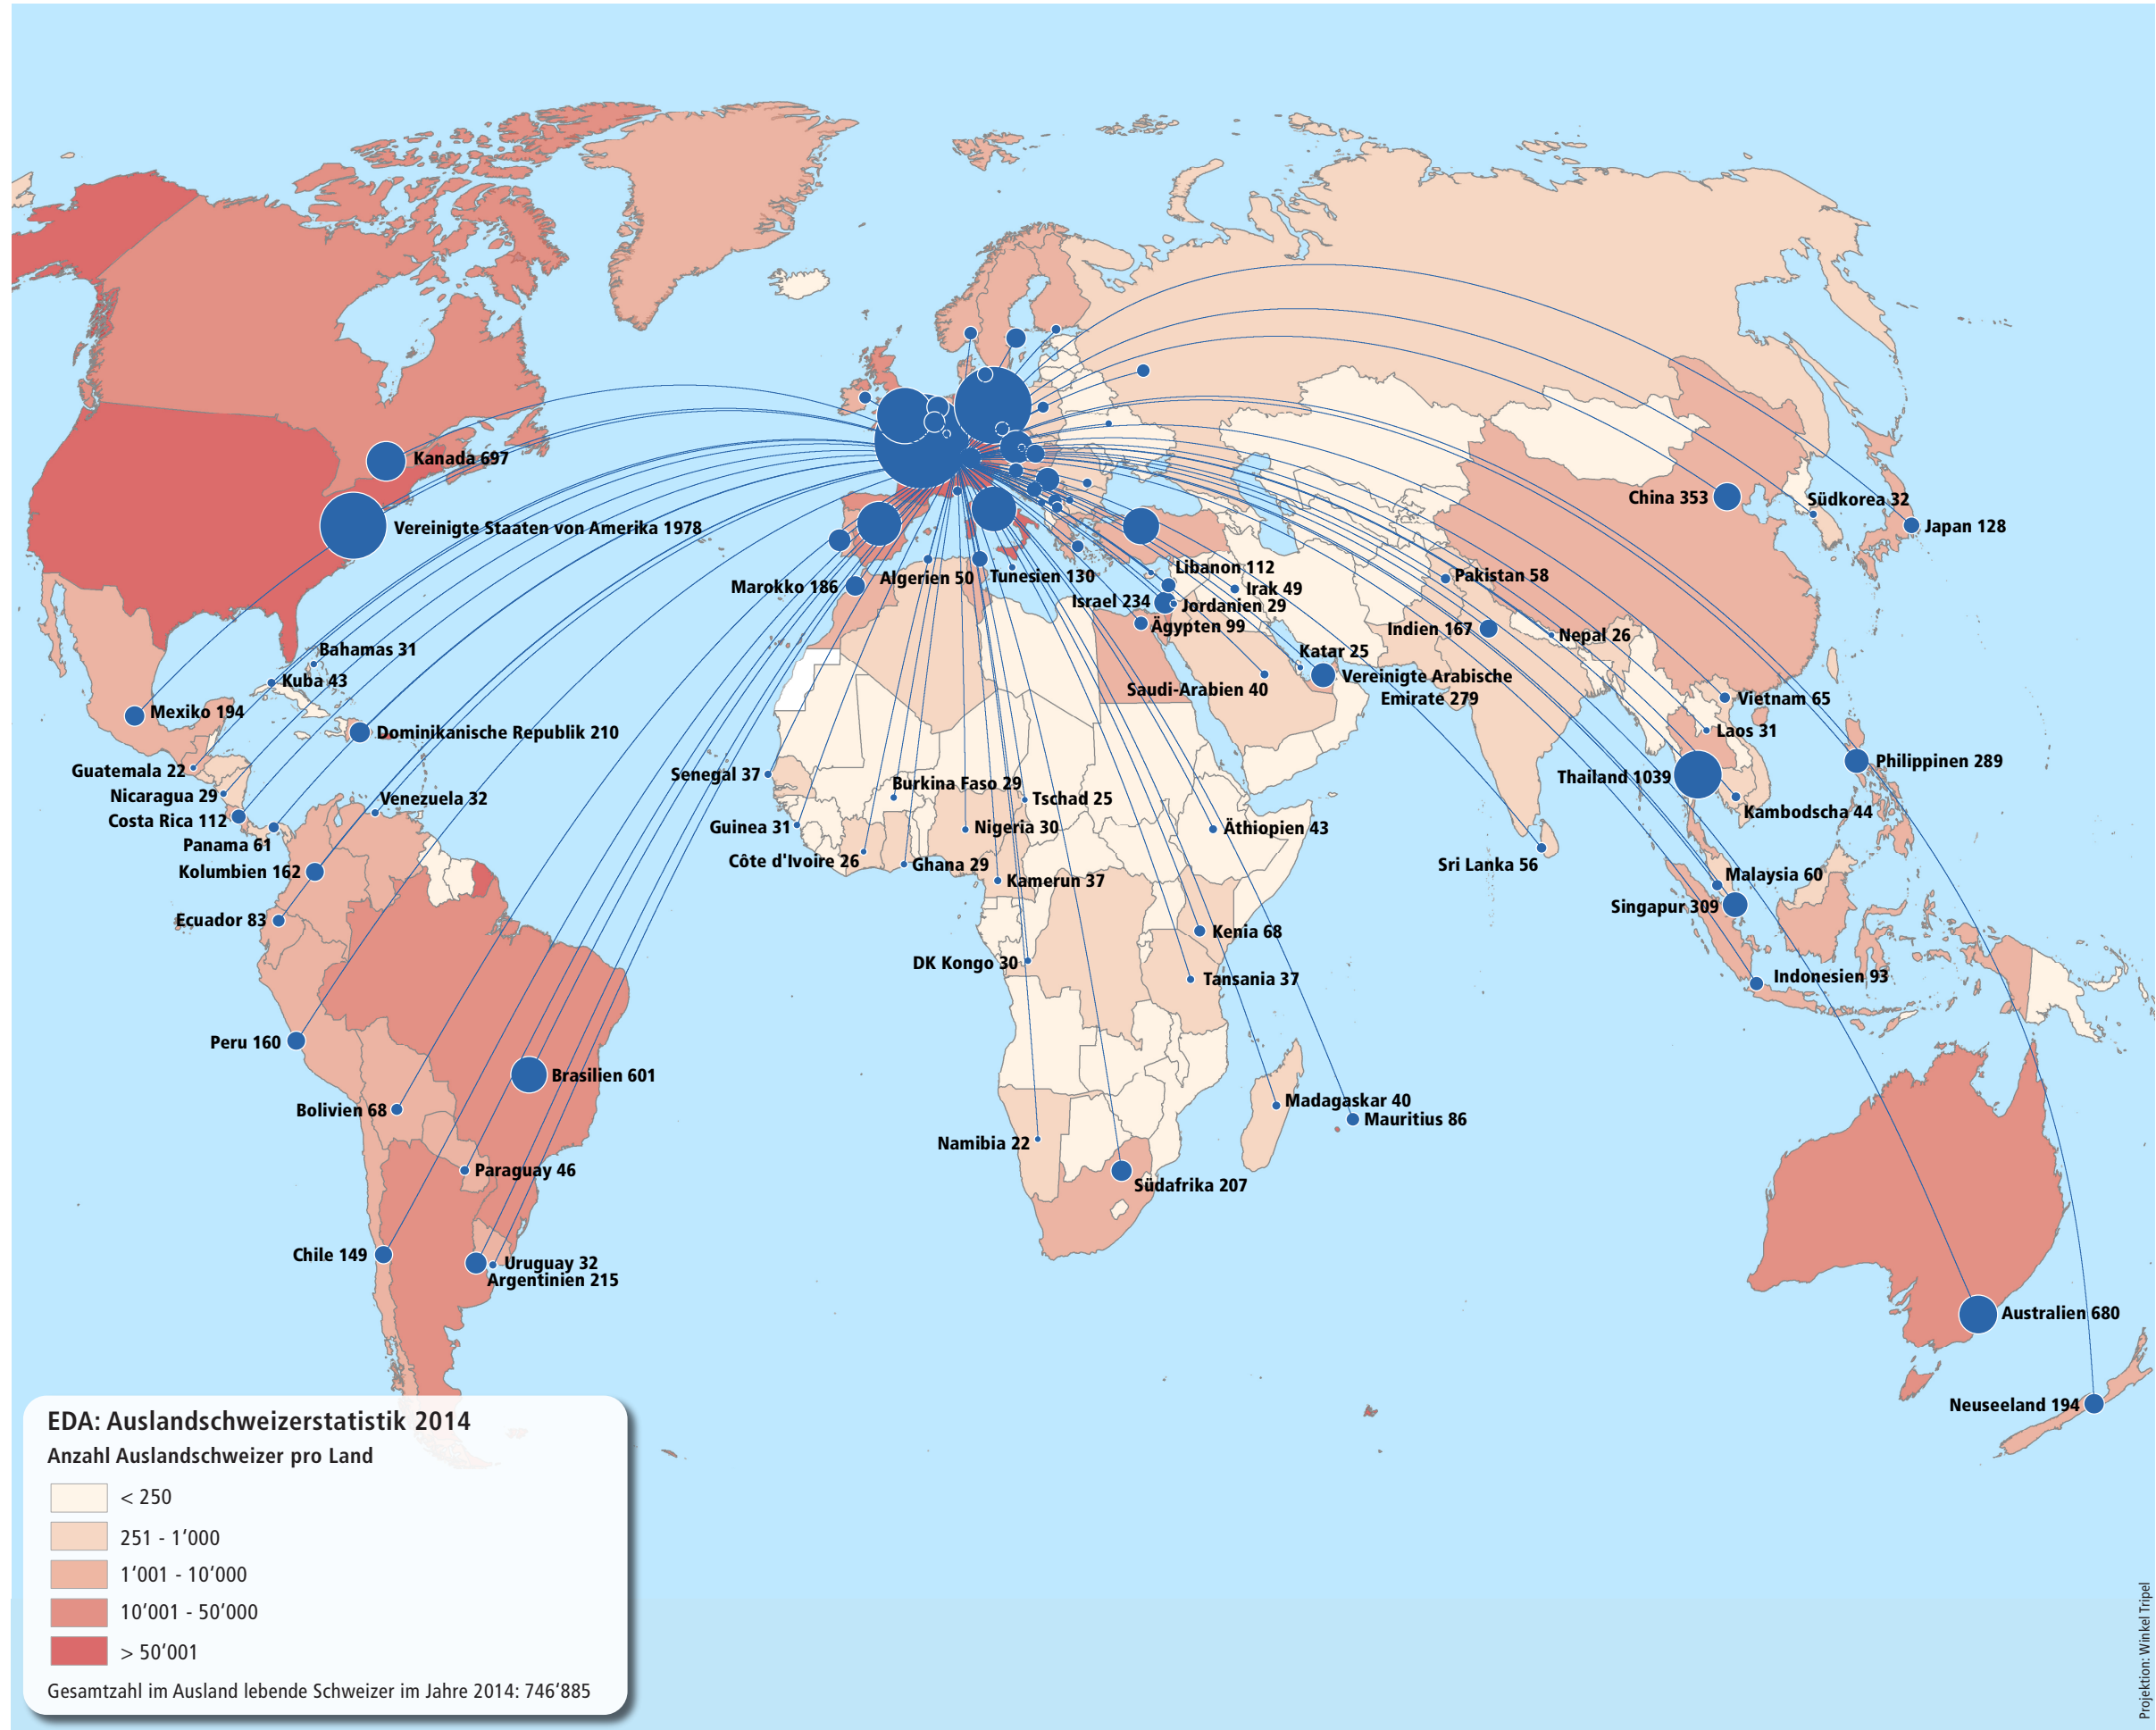 Kanada 697
Vereinigte Staaten von Amerika 1978
China 353
Südkorea 32
Japan 128
Libanon 112
Pakistan 58
Algerien 50
Tunesien 130
Marokko 186
Irak 49
Israel 234
Jordanien 29
Ägypten 99
Indien 167
Nepal 26
Bahamas 31
Katar 25
Kuba 43
Vereinigte Arabische
Emirate 279
Saudi-Arabien 40
Vietnam 65
Mexiko 194
Dominikanische Republik 210
Laos 31
Philippinen 289
Guatemala 22
Senegal 37
Thailand 1039
Burkina Faso 29
Nicaragua 29
Venezuela 32
Tschad 25
Kambodscha 44
Costa Rica 112
Guinea 31
Nigeria 30
Äthiopien 43
Panama 61
Côte d'Ivoire 26
Ghana 29
Sri Lanka 56
Kolumbien 162
Kamerun 37
Malaysia 60
Singapur 309
Ecuador 83
Kenia 68
DK Kongo 30
Tansania 37
Indonesien 93
Peru 160
Brasilien 601
Bolivien 68
Madagaskar 40
Mauritius 86
Namibia 22
Paraguay 46
Südafrika 207
Chile 149
Uruguay 32
Argentinien 215
Australien 680
Neuseeland 194
EDA: Auslandschweizerstatistik 2014
Anzahl Auslandschweizer pro Land
< 250
251 - 1’000
1’001 - 10’000
10’001 - 50’000
> 50’001
Gesamtzahl im Ausland lebende Schweizer im Jahre 2014: 746’885
Projektion: Winkel Tripel